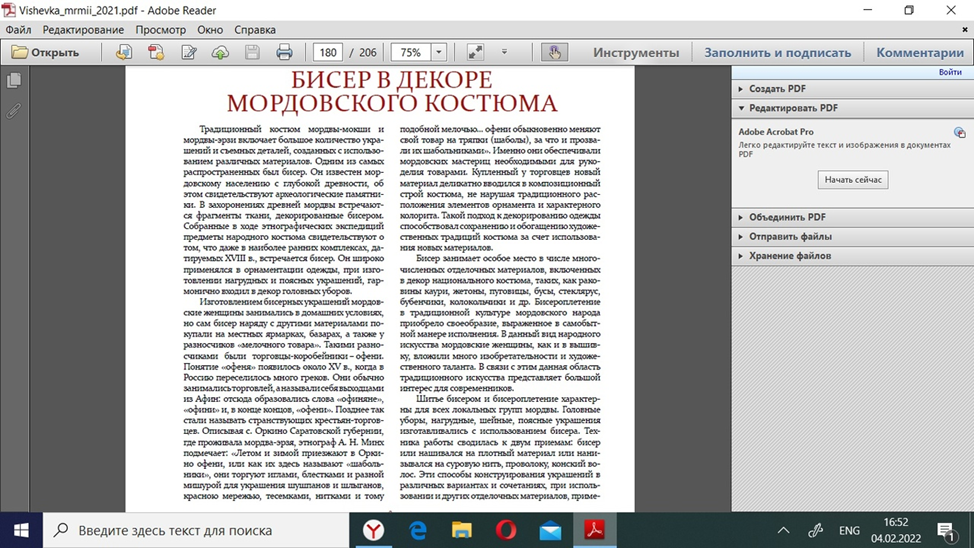 Vishevka_mrmii_2021.pdf - Adobe Reader
Файл Редактирование Просмотр Окно Справка
Открыть 180 / 206 75% Инструменты Заполнить и подписать Комментарии
БИСЕР В ДЕКОРЕ
МОРДОВСКОГО КОСТЮМА
Традиционный костюм мордвы-мокши и
мордвы-эрзи включает большое количество укра-
шений и съемных деталей, созданных с использо-
ванием различных материалов. Одним из самых
распространенных был бисер. Он известен мор-
довскому населению с глубокой древности, об
этом свидетельствуют археологические памятни-
ки. В захоронениях древней мордвы встречают-
ся фрагменты ткани, декорированные бисером.
Собранные в ходе этнографических экспедиций
предметы народного костюма свидетельствуют о
том, что даже в наиболее ранних комплексах, да-
тируемых XVIII в., встречается бисер. Он широко
применялся в орнаментации одежды, при изго-
товлении нагрудных и поясных украшений, гар-
монично входил в декор головных уборов.
Изготовлением бисерных украшений мордов-
ские женщины занимались в домашних условиях,
но сам бисер наряду с другими материалами по-
купали на местных ярмарках, базарах, а также у
разносчиков «мелочного товара». Такими разно-
счиками были торговцы-коробейники – офени.
Понятие «офеня» появилось около XV в., когда в
Россию переселилось много греков. Они обычно
занимались торговлей, а называли себя выходцами
из Афин: отсюда образовались слова «офиняне»,
«офини» и, в конце концов, «офени». Позднее так
стали называть странствующих крестьян-торгов-
цев. Описывая с. Оркино Саратовской губернии,
где проживала мордва-эрзя, этнограф А. Н. Минх
подмечает: «Летом и зимой приезжают в Орки-
но офени, или как их здесь называют «шаболь-
ники», они торгуют иглами, блестками и разной
мишурой для украшения шушпанов и шлыганов,
красною мережью, тесемками, нитками и тому
подобной мелочью... офени обыкновенно меняют
свой товар на тряпки (шаболы), за что и прозва-
ли их шабольниками». Именно они обеспечивали
мордовских мастериц необходимыми для руко-
делия товарами. Купленный у торговцев новый
материал деликатно вводился в композиционный
строй костюма, не нарушая традиционного рас-
положения элементов орнамента и характерного
колорита. Такой подход к декорированию одежды
способствовал сохранению и обогащению художе-
ственных традиций костюма за счет использова-
ния новых материалов.
Бисер занимает особое место в числе много-
численных отделочных материалов, включенных
в декор национального костюма, таких, как рако-
вины каури, жетоны, пуговицы, бусы, стеклярус,
бубенчики, колокольчики и др. Бисероплетение
в традиционной культуре мордовского народа
приобрело своеобразие, выраженное в самобыт-
ной манере исполнения. В данный вид народного
искусства мордовские женщины, как и в вышив-
ку, вложили много изобретательности и художе-
ственного таланта. В связи с этим данная область
традиционного искусства представляет большой
интерес для современников.
Шитье бисером и бисероплетение характер-
ны для всех локальных групп мордвы. Головные
уборы, нагрудные, шейные, поясные украшения
изготавливались с использованием бисера. Тех-
ника работы сводилась к двум приемам: бисер
или нашивался на плотный материал или нани-
зывался на суровую нить, проволоку, конский во-
лос. Эти способы конструирования украшений в
различных вариантах и сочетаниях, при исполь-
зовании и других отделочных материалов, приме-
Войти
Создать PDF
Редактировать PDF
Adobe Acrobat Pro
Легко редактируйте текст и изображения в документах
PDF
Начать сейчас
Объединить PDF
Отправить файлы
Хранение файлов
Введите здесь текст для поиска
ENG
16:52
04.02.2022
1